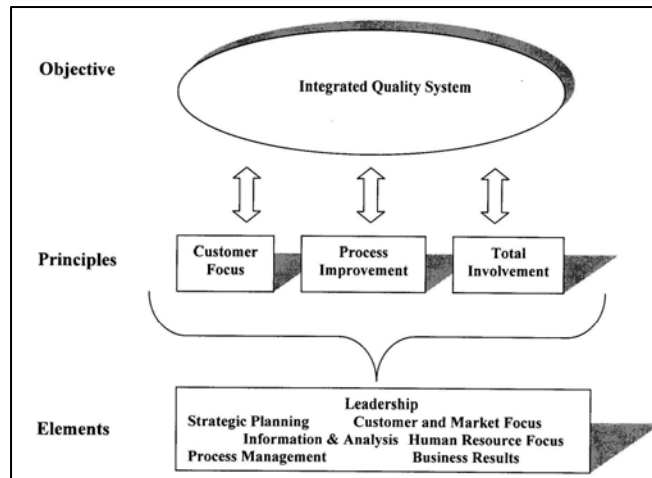 Objective
Integrated Quality System
Principles
Customer Focus
Process Improvement
Total Involvement
Elements
Leadership
Strategic Planning Customer and Market Focus
Information & Analysis Human Resource Focus
Process Management Business Results